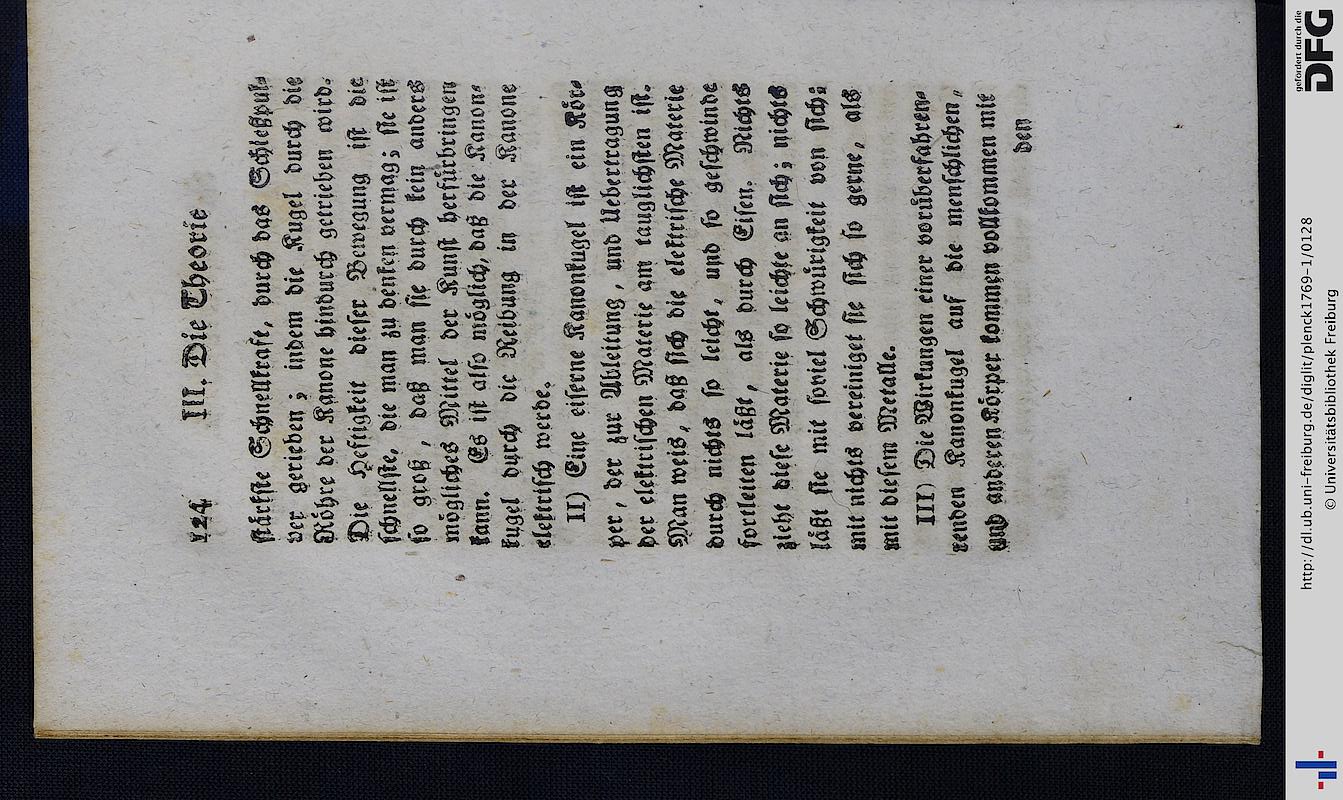 124 III. Die Theorie
stärkste Schnellkraft, durch das Schießpul-
ver gerieben; indem die Kugel durch die
Röhre der Kanone hindurch getrieben wird.
Die Heftigkeit dieser Bewegung ist die
schnelleste, die man zu denken vermag; sie ist
so groß, daß man sie durch kein anders
mögliches Mittel der Kunst herfürbringen
kann. Es ist also möglich, daß die Kanon-
kugel durch die Reibung in der Kanone
elektrisch werde.
II) Eine eiserne Kanonkugel ist ein Kör-
per, der zur Ableitung, und Uebertragung
der elektrischen Materie am tauglichsten ist.
Man weis, daß sich die elektrische Materie
durch nichts so leicht, und so geschwinde
fortleiten läßt, als durch Eisen. Nichts
zieht diese Materie so leichte an sich; nichts
läßt sie mit soviel Schwürigkeit von sich;
mit nichts vereiniget sie sich so gerne, als
mit diesem Metalle.
III) Die Wirkungen einer vorüberfahren-
renden Kanonkugel auf die menschlichen,
und anderen Körper kommen vollkommen mit
den
gefördert durch die
DFG
http://dl.ub.uni-freiburg.de/diglit/plenck1769-1/0128
© Universitätsbibliothek Freiburg